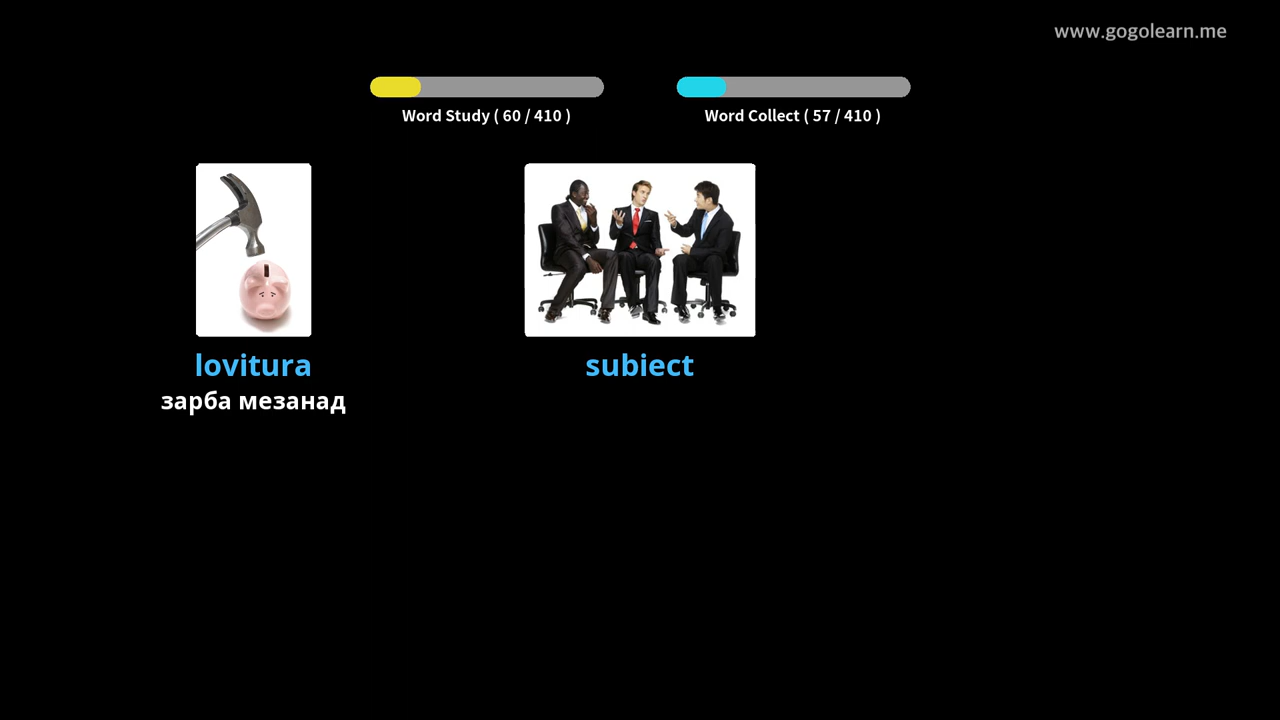 www.gogolearn.me
Word Study ( 60 / 410 )
Word Collect ( 57 / 410 )
lovitura
зарба мезанад
subiect